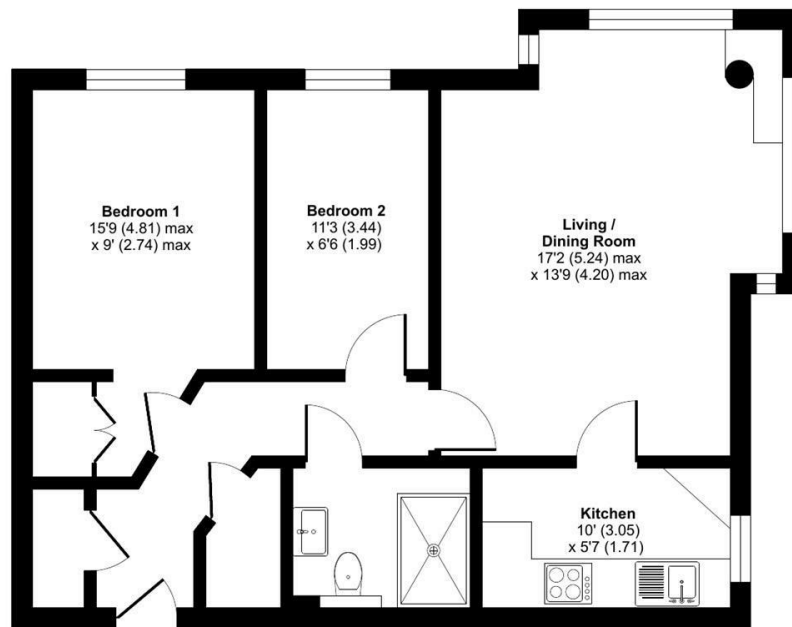 Bedroom 1
15'9 (4.81) max
x 9' (2.74) max
Bedroom 2
11'3 (3.44)
x 6'6 (1.99)
Living /
Dining Room
17'2 (5.24) max
x 13'9 (4.20) max
Kitchen
10' (3.05)
x 5'7 (1.71)